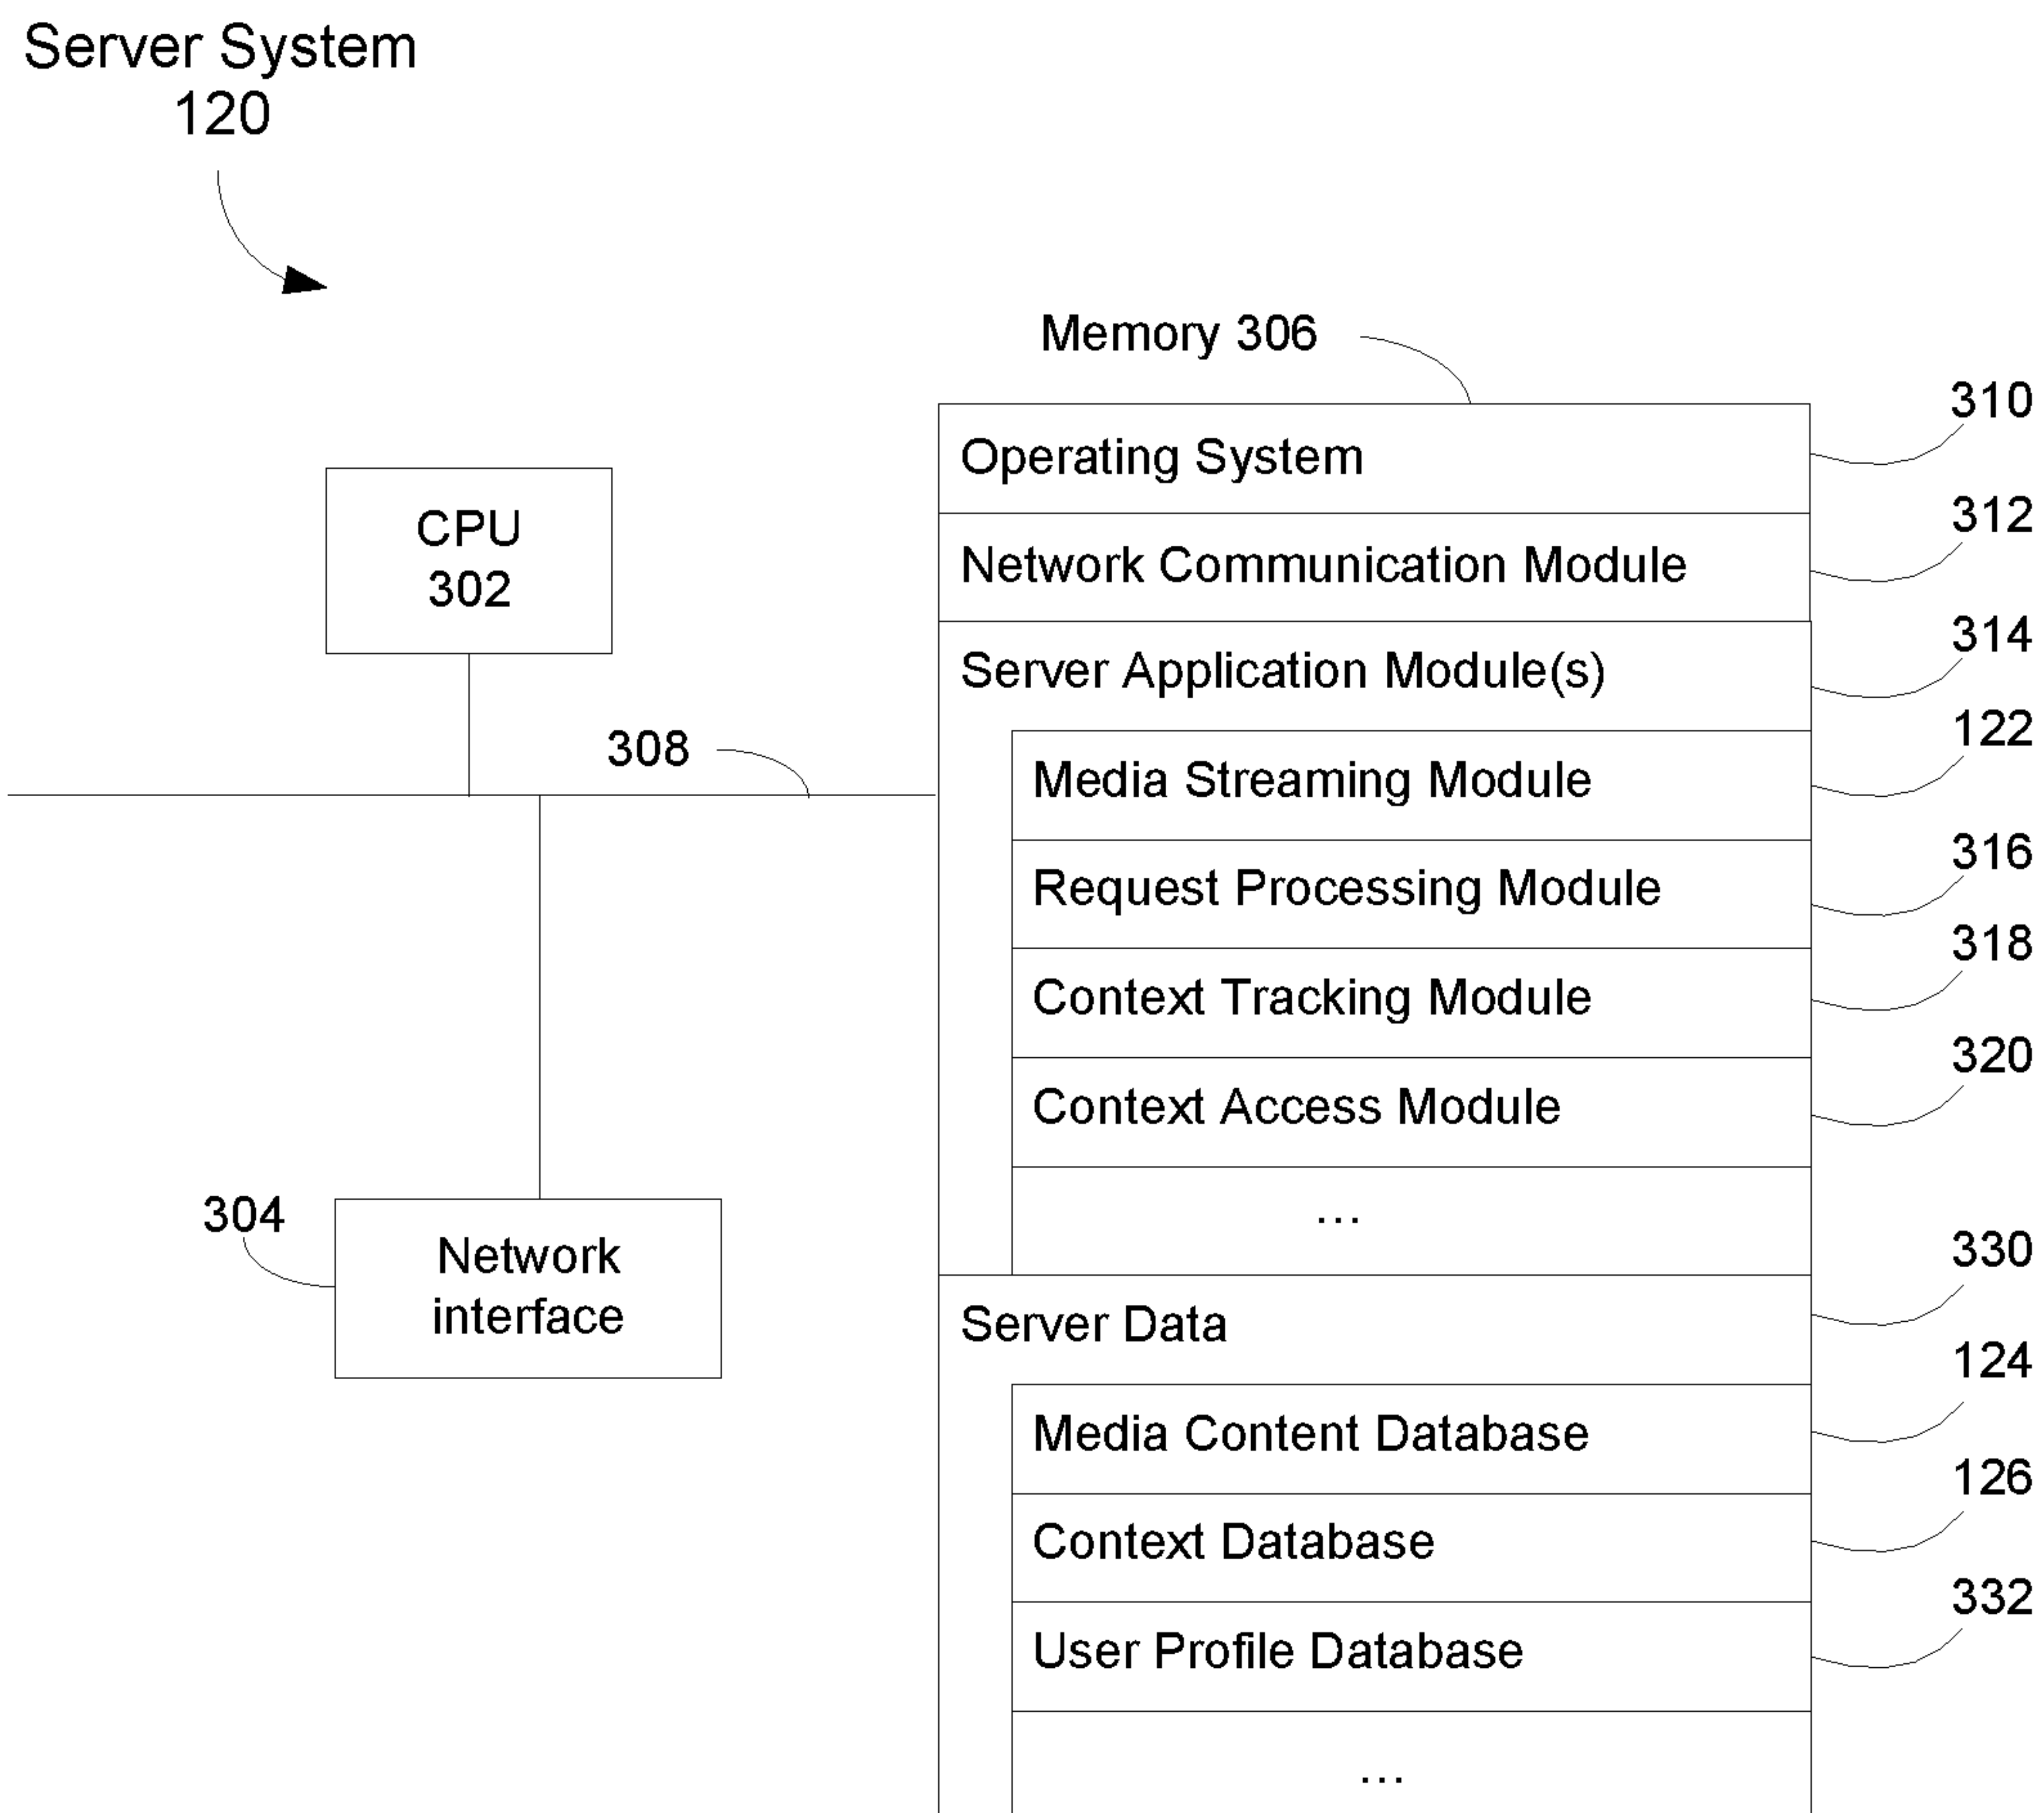 Server System
120
Memory 306
310
Operating System
312
CPU
302
Network Communication Module
314
Server Application Module(s)
308
122
Media Streaming Module
316
Request Processing Module
318
Context Tracking Module
320
Context Access Module
...
304
Network
interface
330
Server Data
124
Media Content Database
126
Context Database
332
User Profile Database
...